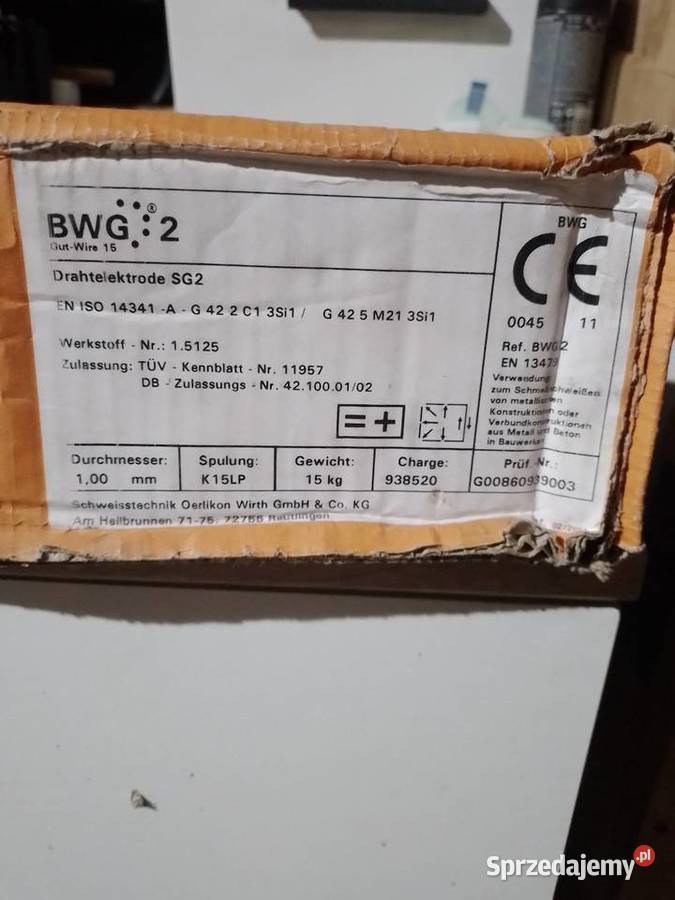 BWG® 2
Gut-Wire 15
Drahtelektrode SG2
EN ISO 14341 -A - G 42 2 C1 3Si1 / G 42 5 M21 3Si1
Werkstoff - Nr.: 1.5125
Zulassung: TÜV - Kennblatt - Nr. 11957
DB - Zulassungs - Nr. 42.100.01/02
= +
BWG
CE
0045 11
Ref. BWG2
EN 13479
Verwendung
zum Schmelzschweißen
von metallischen
Konstruktionen oder
Verbundkonstruktionen
aus Metall und Beton
in Bauwerken
Durchmesser: Spulung: Gewicht: Charge: Prüf.-Nr.:
1,00 mm K15LP 15 kg 938520 G00860939003
Schweisstechnik Oerlikon Wirth GmbH & Co. KG
Am Heilbrunnen 71-75, 72766 Reutlingen
Sprzedajemy.pl